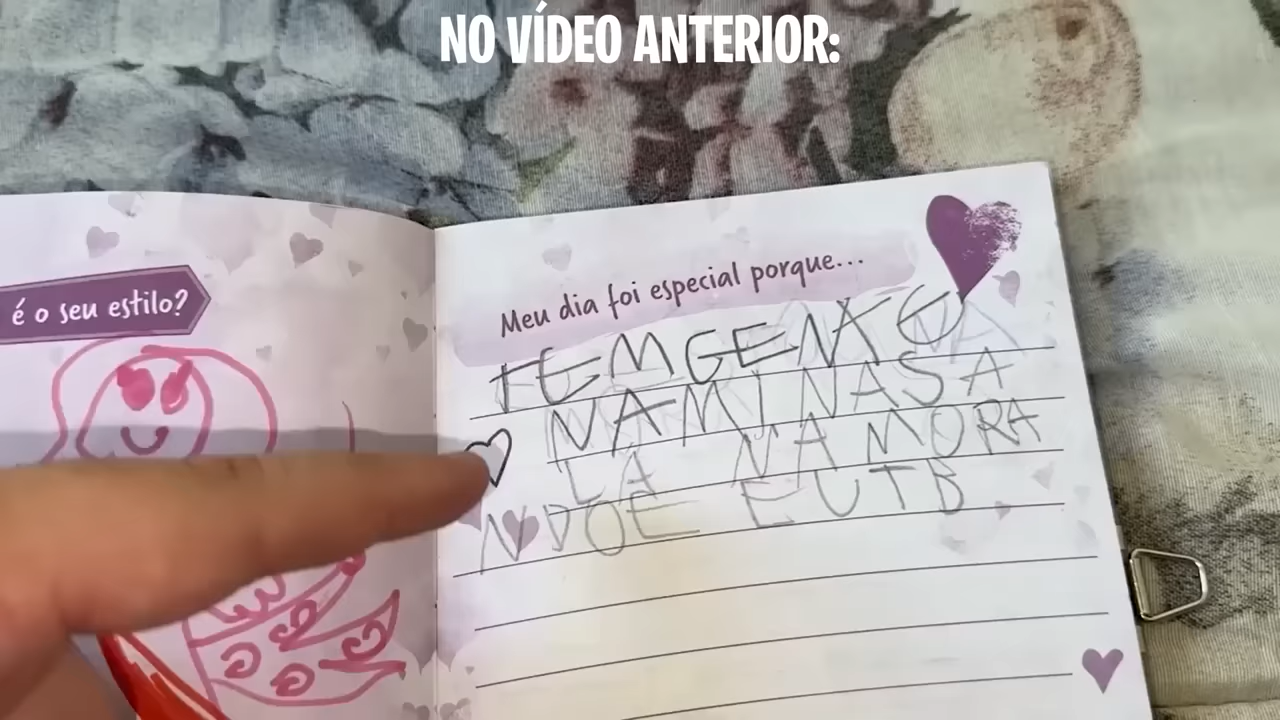 NO VÍDEO ANTERIOR:
é o seu estilo?
Meu dia foi especial porque...
TEMGENTE
NAMINASA
LA NAMORA
NDOE EUTB